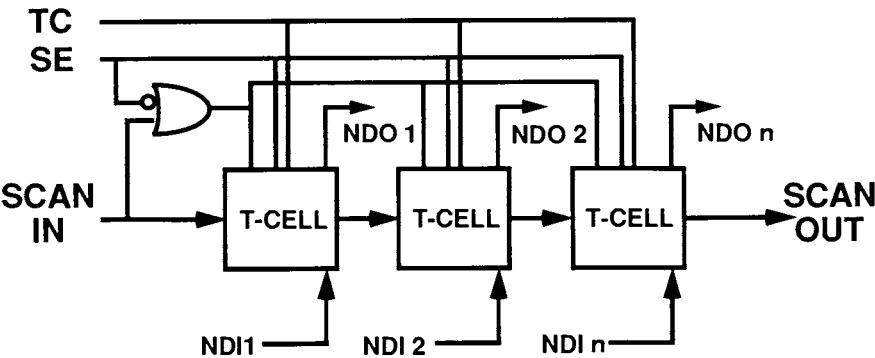 TC
SE
NDO 1
NDO 2
NDO n
SCAN
IN
T-CELL
T-CELL
T-CELL
SCAN
OUT
NDI1
NDI 2
NDI n